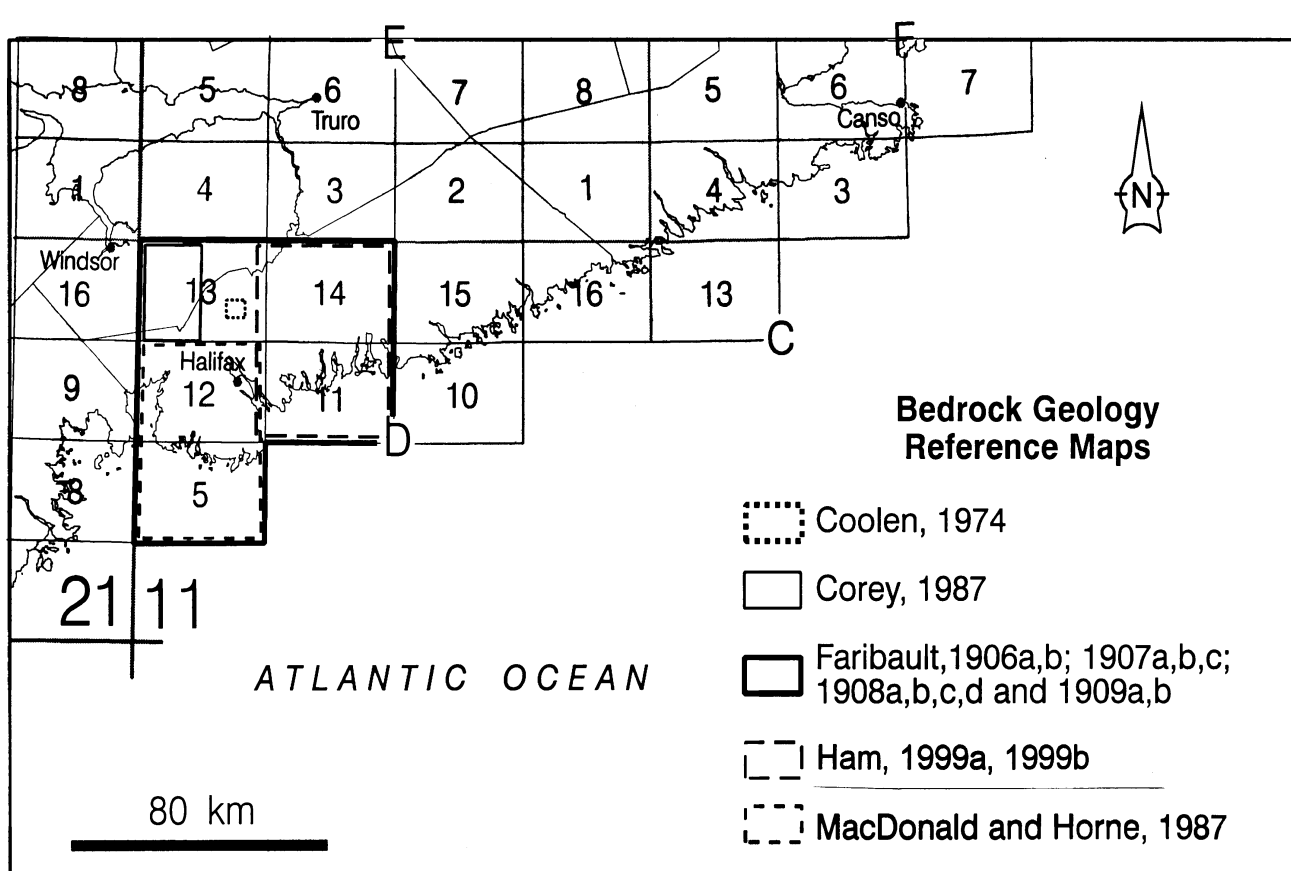 E F
8 5 6 7 8 5 6 7
Truro
Canso
1 4 3 2 1 4 3
N
Windsor
16 13 14 15 16 13
C
Halifax
9 12 11 10
D
8 5
21 11
ATLANTIC OCEAN
80 km
Bedrock Geology
Reference Maps
Coolen, 1974
Corey, 1987
Faribault,1906a,b; 1907a,b,c;
1908a,b,c,d and 1909a,b
Ham, 1999a, 1999b
MacDonald and Horne, 1987